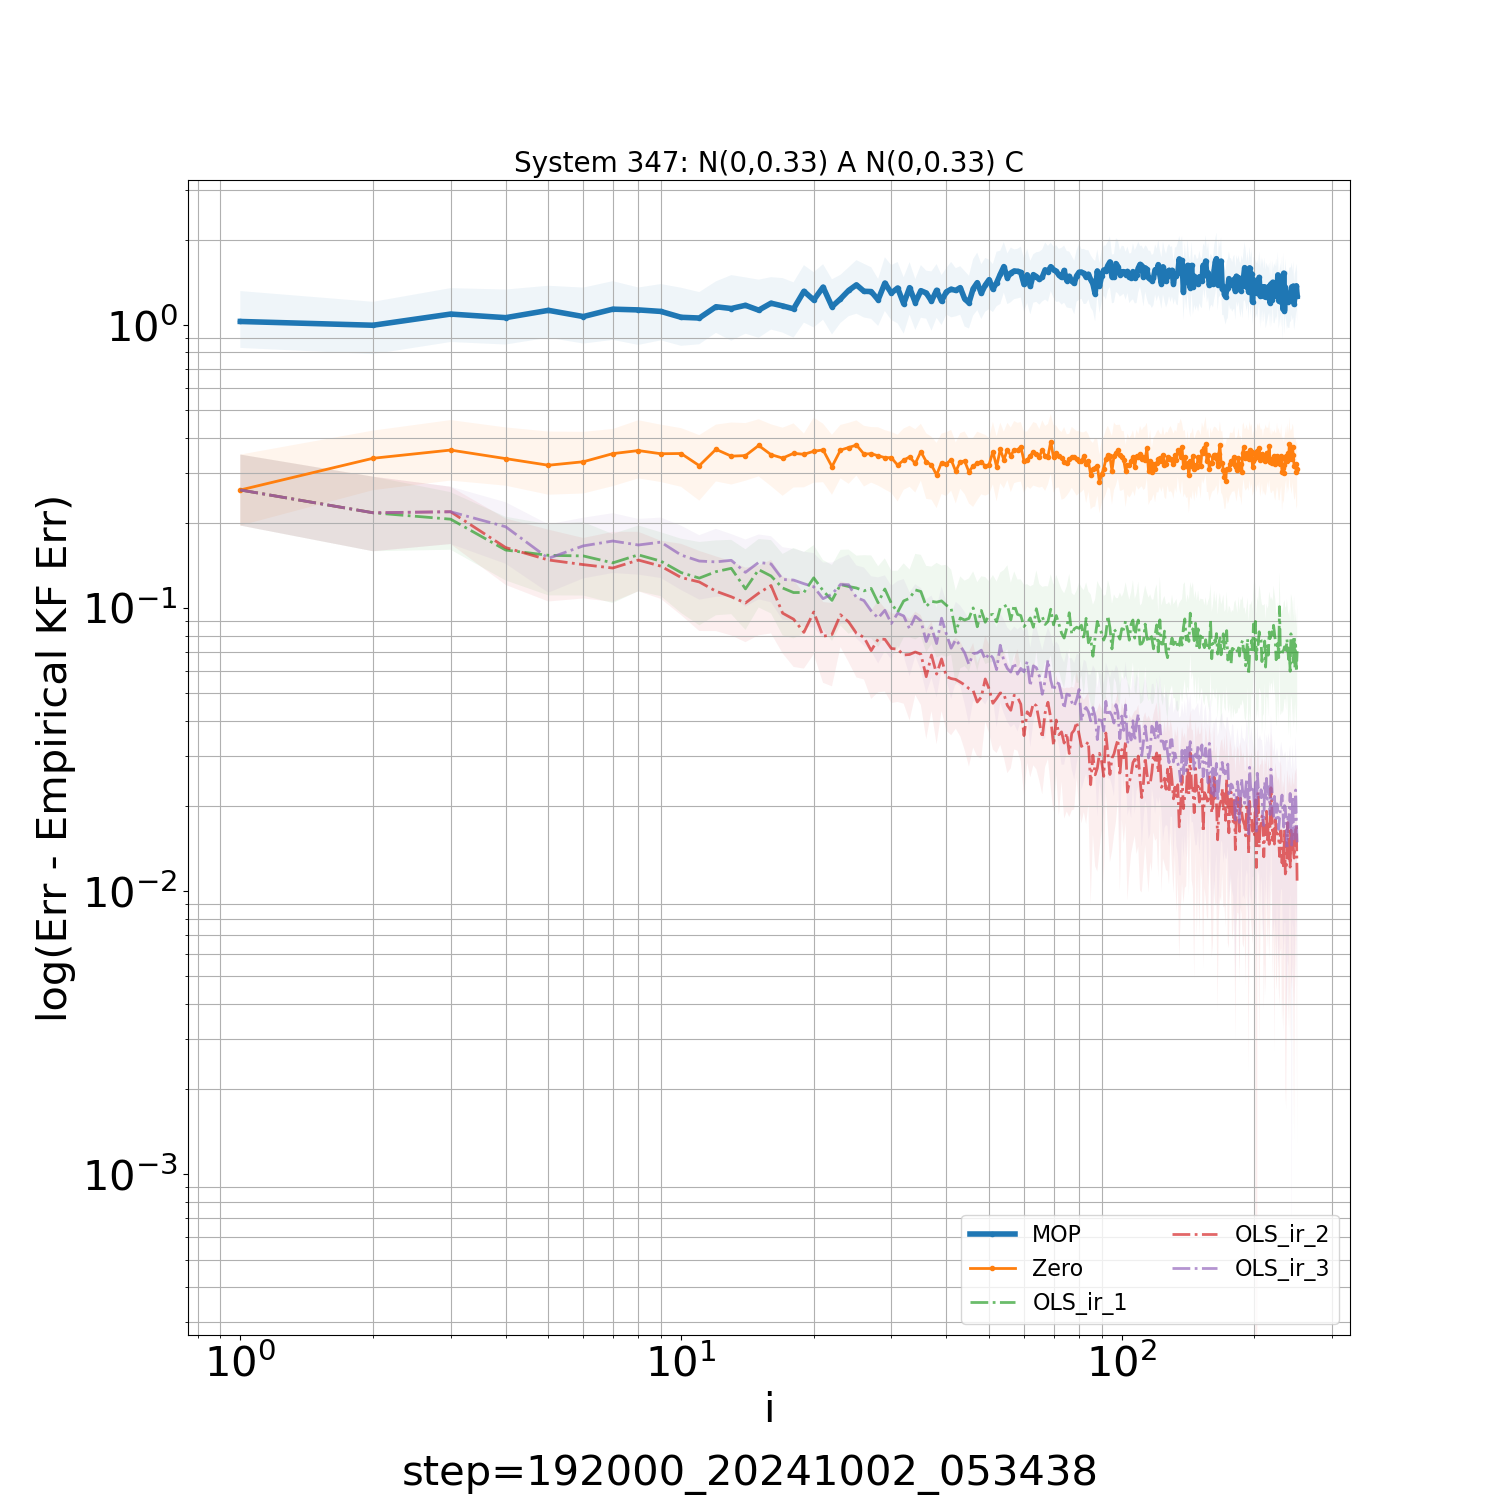 System 347: N(0,0.33) A N(0,0.33) C
log(Err - Empirical KF Err)
10^0
10^-1
10^-2
10^-3
MOP
Zero
OLS_ir_1
OLS_ir_2
OLS_ir_3
10^0 10^1 10^2
i
step=192000_20241002_053438